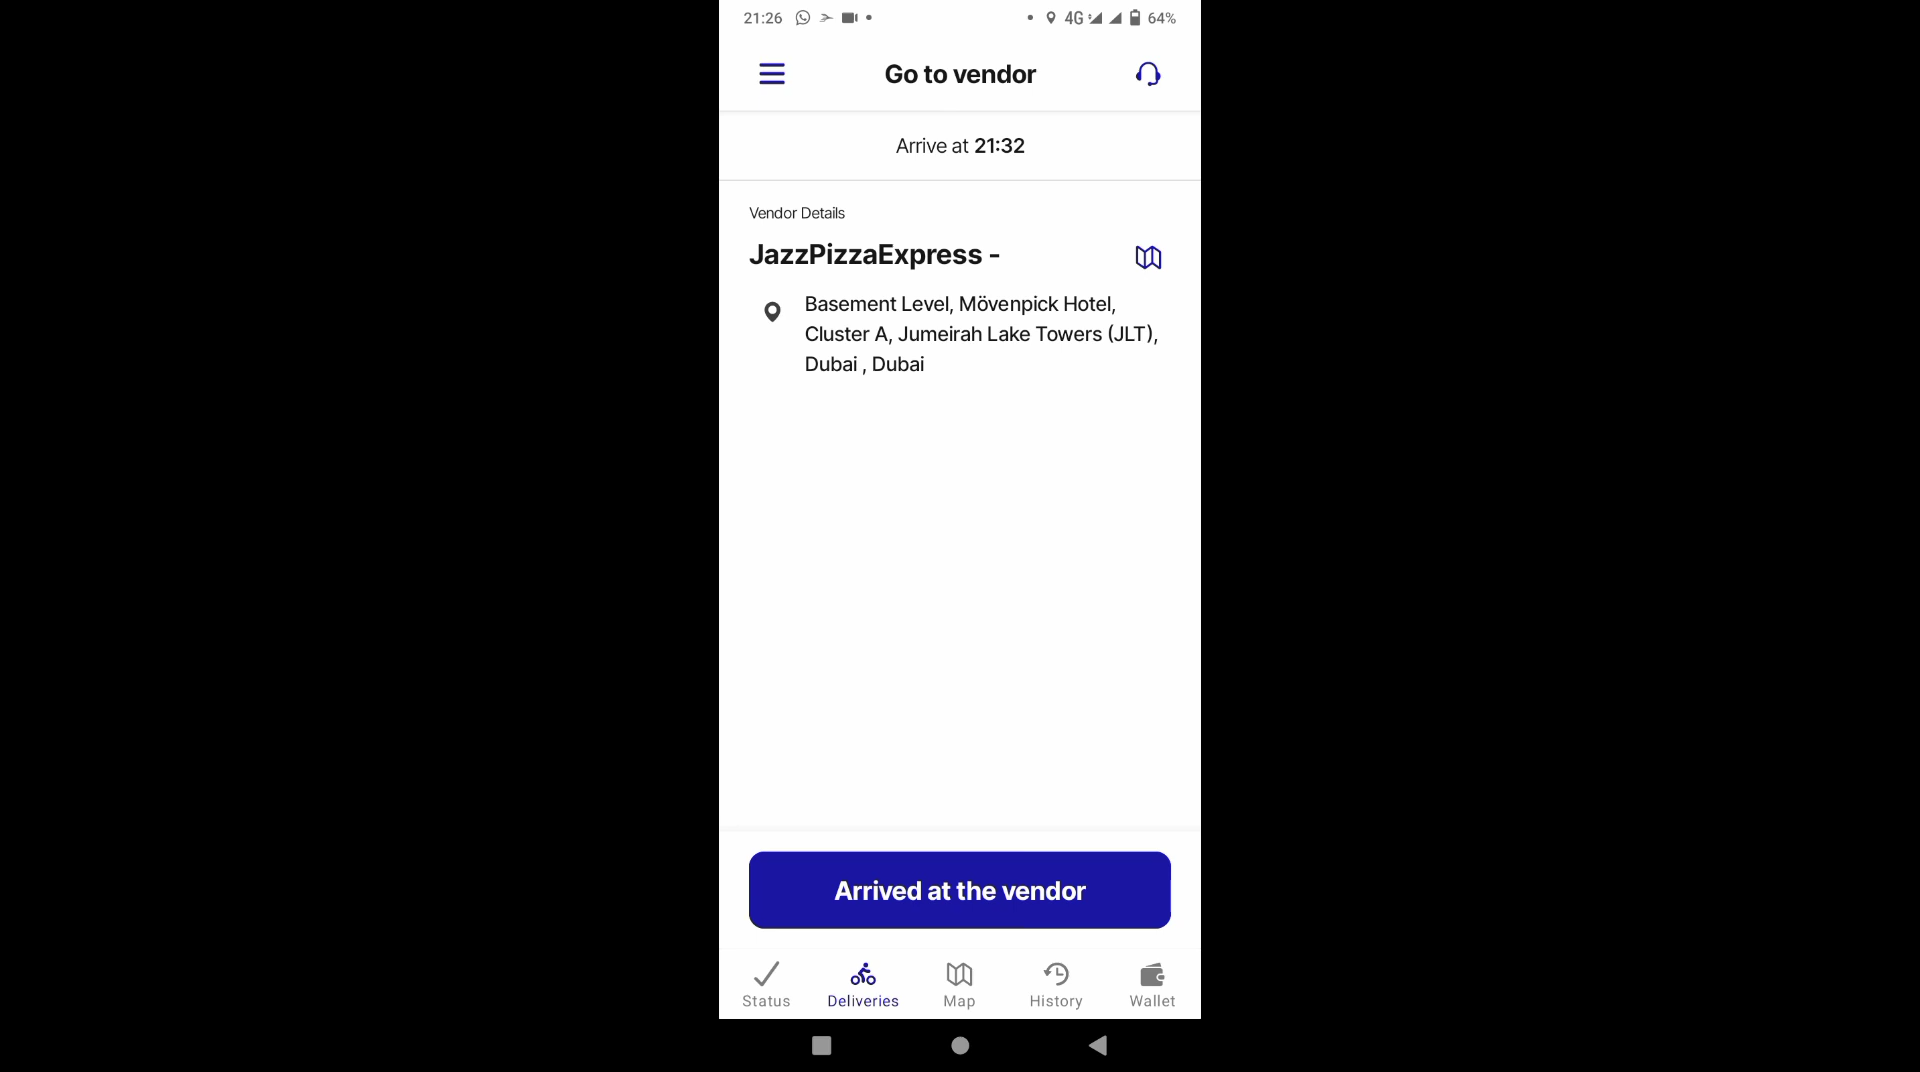 21:26
4G
64%
Go to vendor
Arrive at 21:32
Vendor Details
JazzPizzaExpress -
Basement Level, Mövenpick Hotel,
Cluster A, Jumeirah Lake Towers (JLT),
Dubai , Dubai
Arrived at the vendor
Status
Deliveries
Map
History
Wallet